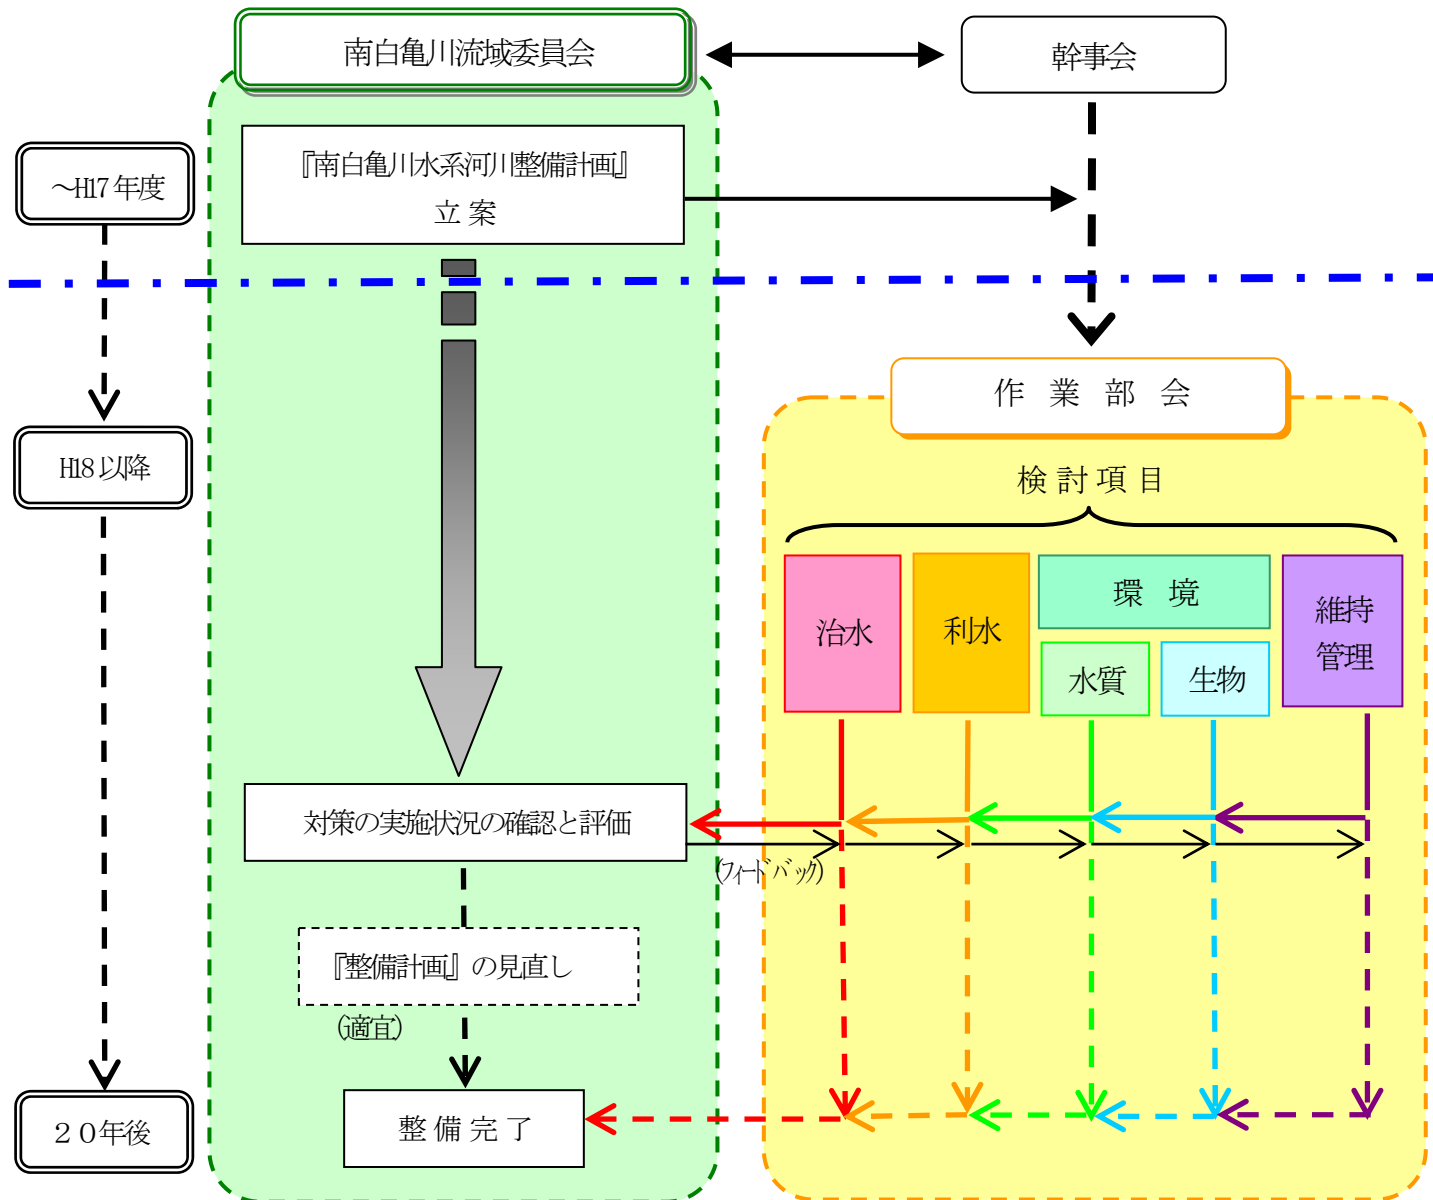 南白亀川流域委員会
幹事会
『南白亀川水系河川整備計画』
立案
～H17年度
作業部会
H18以降
検討項目
治水
利水
環境
水質
生物
維持
管理
対策の実施状況の確認と評価
(フィードバック)
『整備計画』の見直し
(適宜)
整備完了
２０年後